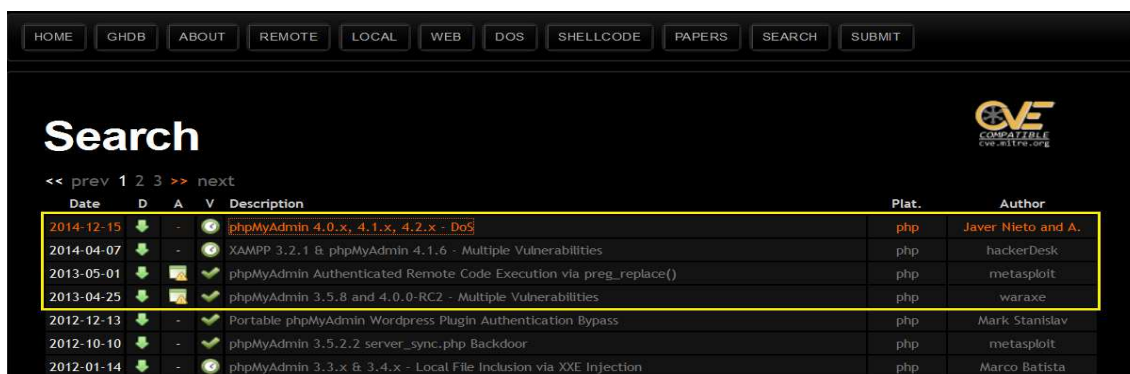 HOME GHDB ABOUT REMOTE LOCAL WEB DOS SHELLCODE PAPERS SEARCH SUBMIT
CVE
COMPATIBLE
cve.mitre.org
Search
<< prev 1 2 3 >> next
Date D A V Description Plat. Author
2014-12-15 - phpMyAdmin 4.0.x, 4.1.x, 4.2.x - DoS php Javer Nieto and A.
2014-04-07 - XAMPP 3.2.1 & phpMyAdmin 4.1.6 - Multiple Vulnerabilities php hackerDesk
2013-05-01 phpMyAdmin Authenticated Remote Code Execution via preg_replace() php metasploit
2013-04-25 phpMyAdmin 3.5.8 and 4.0.0-RC2 - Multiple Vulnerabilities php waraxe
2012-12-13 - Portable phpMyAdmin Wordpress Plugin Authentication Bypass php Mark Stanislav
2012-10-10 - phpMyAdmin 3.5.2.2 server_sync.php Backdoor php metasploit
2012-01-14 - phpMyAdmin 3.3.x & 3.4.x - Local File Inclusion via XXE Injection php Marco Batista